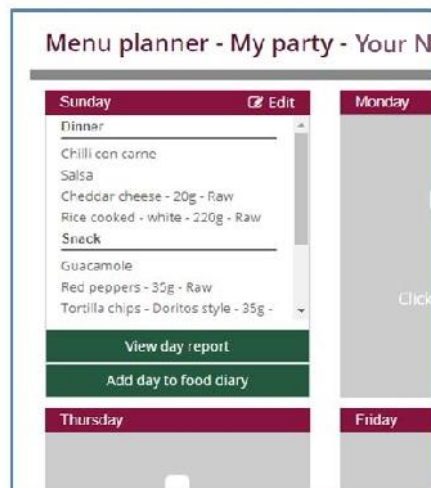 Menu planner - My party - Your N
Sunday
Edit
Monday
Dinner
Chilli con carne
Salsa
Cheddar cheese - 20g - Raw
Rice cooked - white - 220g - Raw
Snack
Guacamole
Red peppers - 35g - Raw
Tortilla chips - Doritos style - 35g -
Click
View day report
Add day to food diary
Thursday
Friday